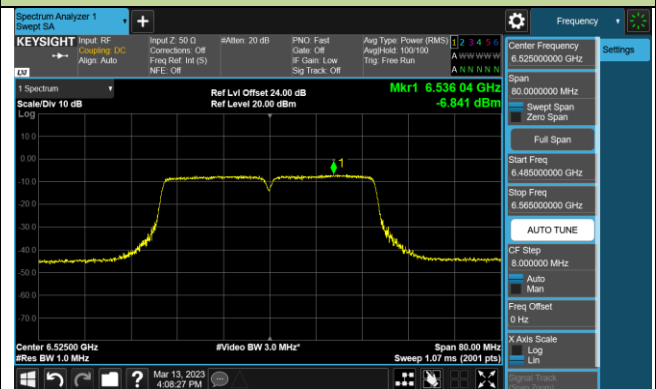 Spectrum Analyzer 1
Swept SA
Frequency
KEYSIGHT
Input: RF
Coupling: DC
Align: Auto
Input Z: 50 Ω
Corrections: Off
Freq Ref: Int (S)
NFE: Off
#Atten: 20 dB
PNO: Fast
Gate: Off
IF Gain: Low
Sig Track: Off
Avg Type: Power (RMS)
Avg|Hold: 100/100
Trig: Free Run
1 2 3 4 5 6
A W W W W W
A N N N N N
LXI
1 Spectrum
Scale/Div 10 dB
Log
Ref Lvl Offset 24.00 dB
Ref Level 20.00 dBm
Mkr1 6.536 04 GHz
-6.841 dBm
10.0
0.00
-10.0
-20.0
-30.0
-40.0
-50.0
-60.0
-70.0
1
Center 6.52500 GHz
#Res BW 1.0 MHz
#Video BW 3.0 MHz*
Span 80.00 MHz
Sweep 1.07 ms (2001 pts)
Mar 13, 2023
4:08:27 PM
Center Frequency
6.525000000 GHz
Span
80.0000000 MHz
Swept Span
Zero Span
Full Span
Start Freq
6.485000000 GHz
Stop Freq
6.565000000 GHz
AUTO TUNE
CF Step
8.000000 MHz
Auto
Man
Freq Offset
0 Hz
X Axis Scale
Log
Lin
Signal Track
(Span Zoom)
Settings